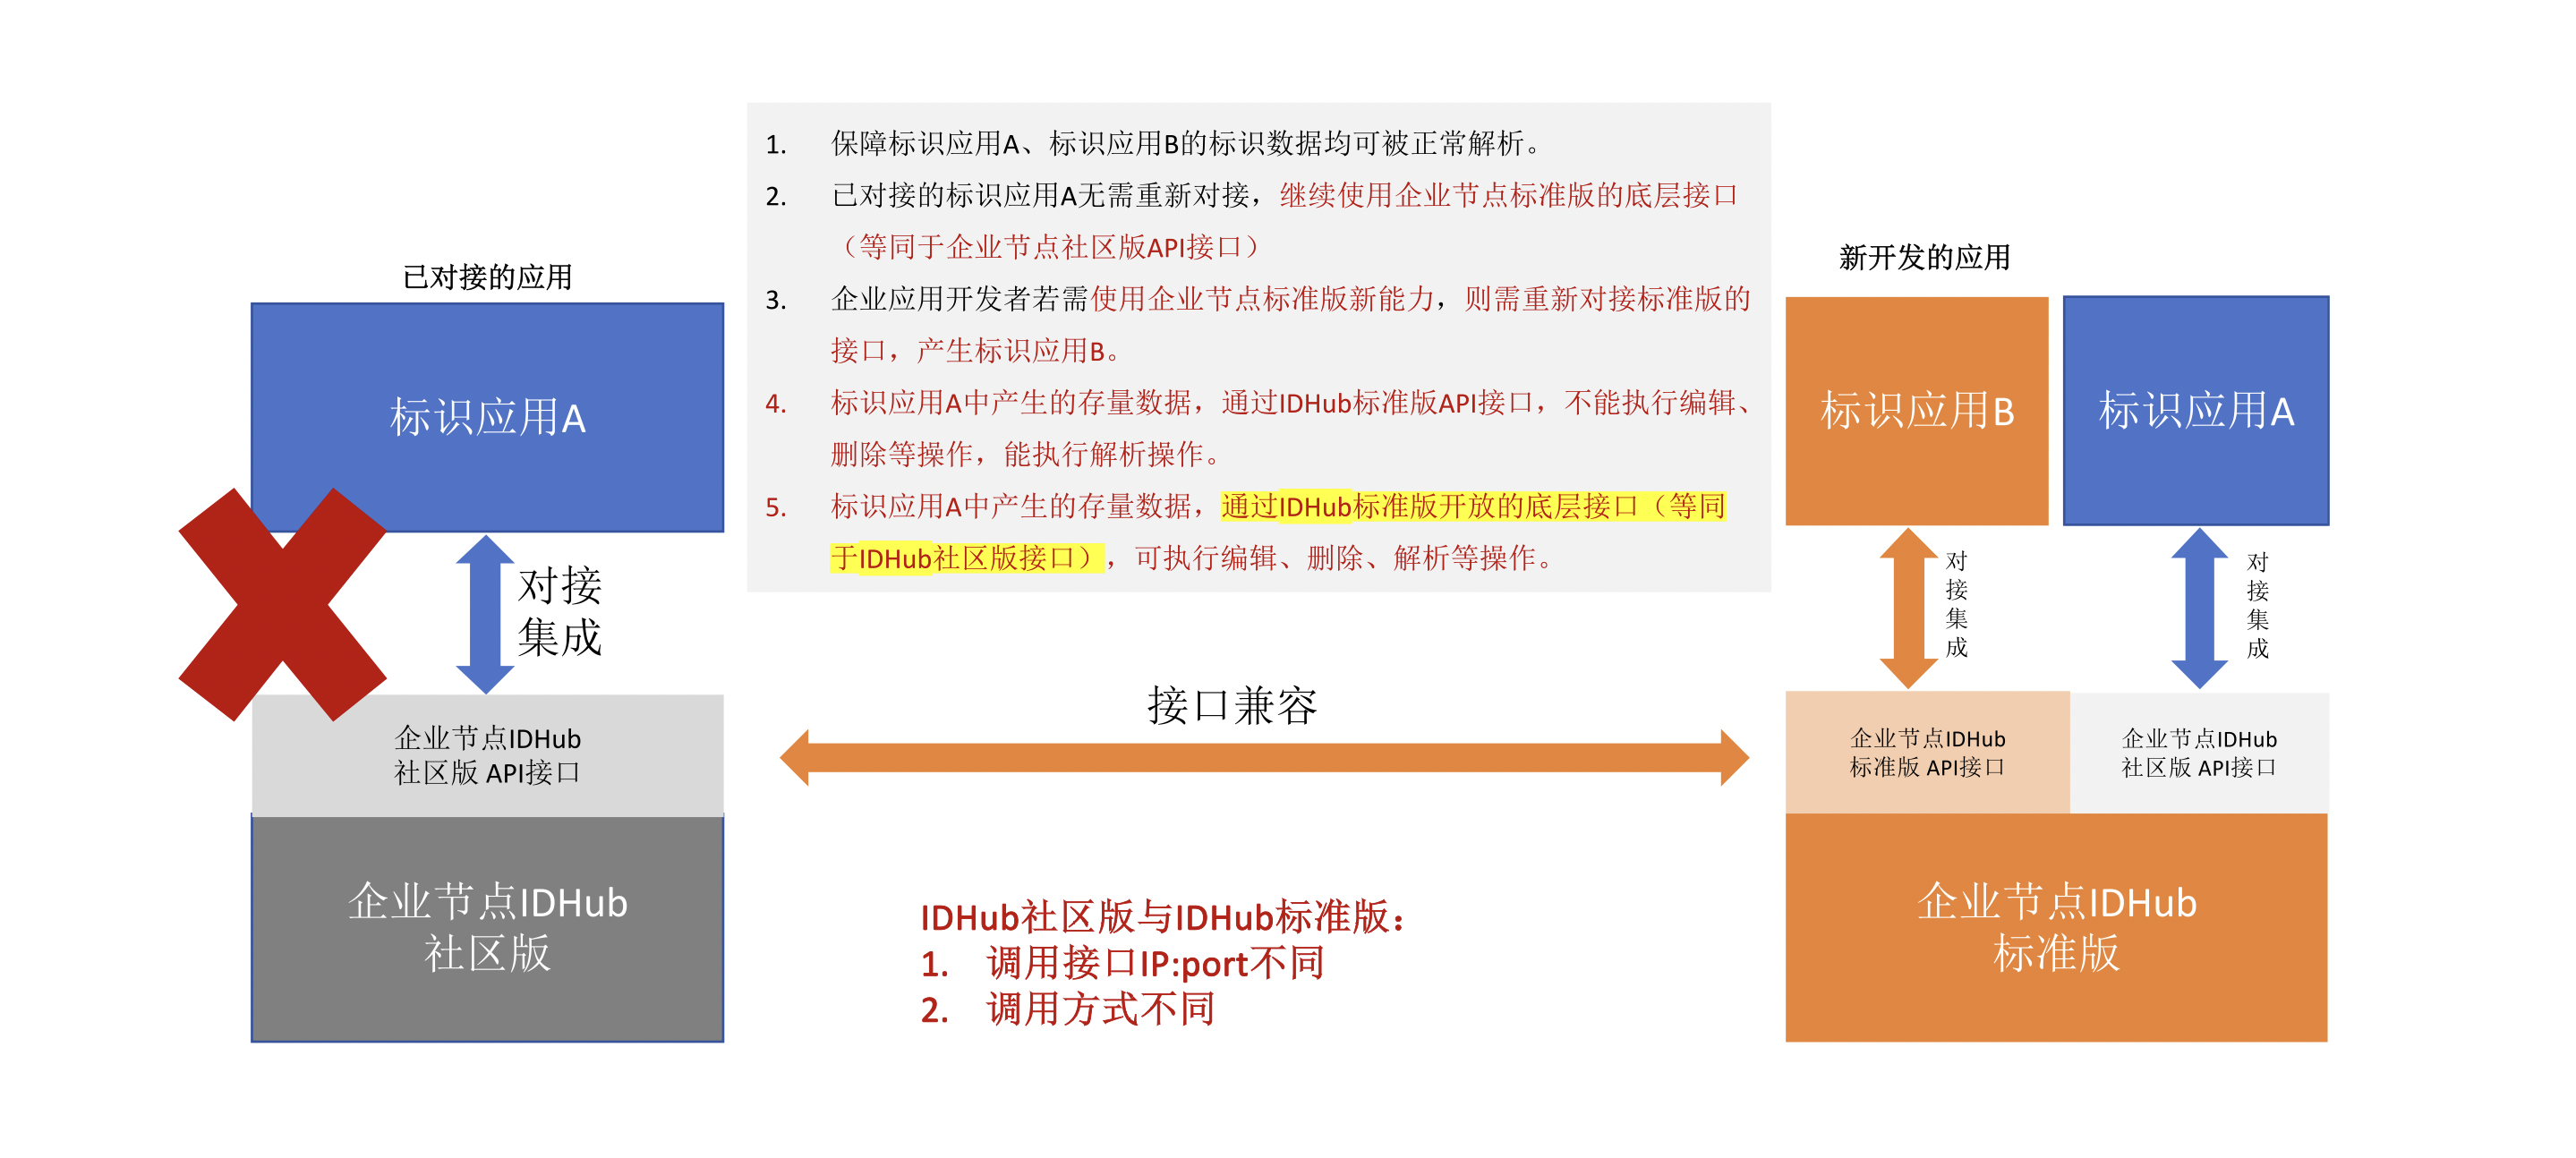 1. 保障标识应用A、标识应用B的标识数据均可被正常解析。
2. 已对接的标识应用A无需重新对接，继续使用企业节点标准版的底层接口
（等同于企业节点社区版API接口）
3. 企业应用开发者若需使用企业节点标准版新能力，则需重新对接标准版的
接口，产生标识应用B。
4. 标识应用A中产生的存量数据，通过IDHub标准版API接口，不能执行编辑、
删除等操作，能执行解析操作。
5. 标识应用A中产生的存量数据，通过IDHub标准版开放的底层接口（等同
于IDHub社区版接口），可执行编辑、删除、解析等操作。
已对接的应用
标识应用A
对接
集成
企业节点IDHub
社区版 API接口
企业节点IDHub
社区版
接口兼容
IDHub社区版与IDHub标准版：
1. 调用接口IP:port不同
2. 调用方式不同
新开发的应用
标识应用B
标识应用A
对接集成
对接集成
企业节点IDHub
标准版 API接口
企业节点IDHub
社区版 API接口
企业节点IDHub
标准版